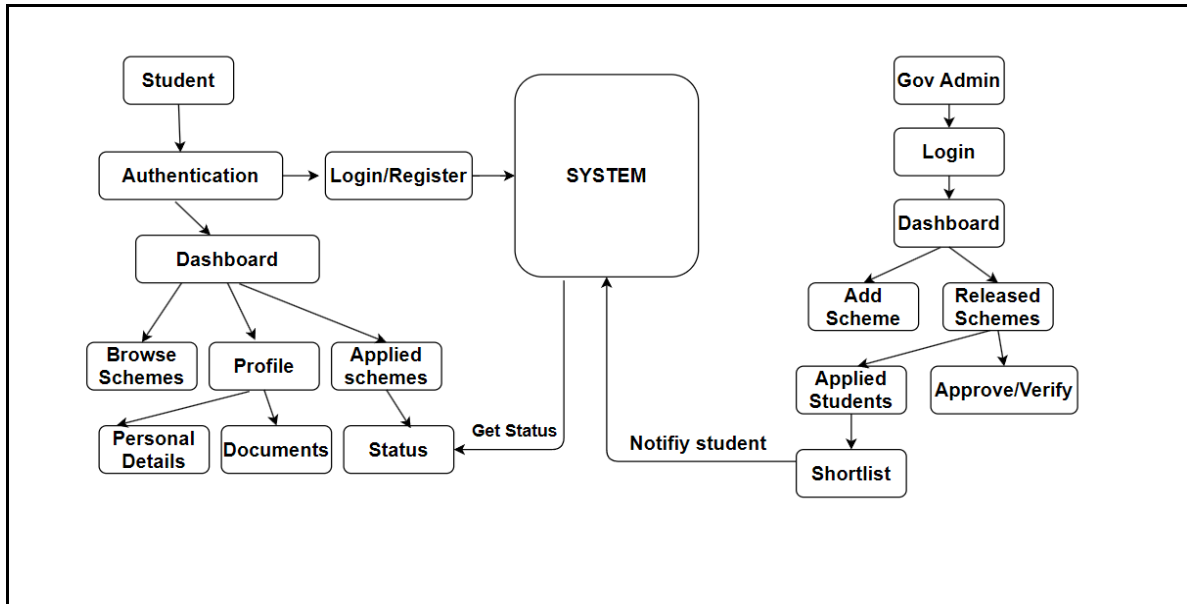 Student
Gov Admin
Authentication
Login/Register
SYSTEM
Login
Dashboard
Dashboard
Browse
Schemes
Profile
Applied
schemes
Add
Scheme
Released
Schemes
Applied
Students
Approve/Verify
Personal
Details
Documents
Status
Get Status
Notifiy student
Shortlist